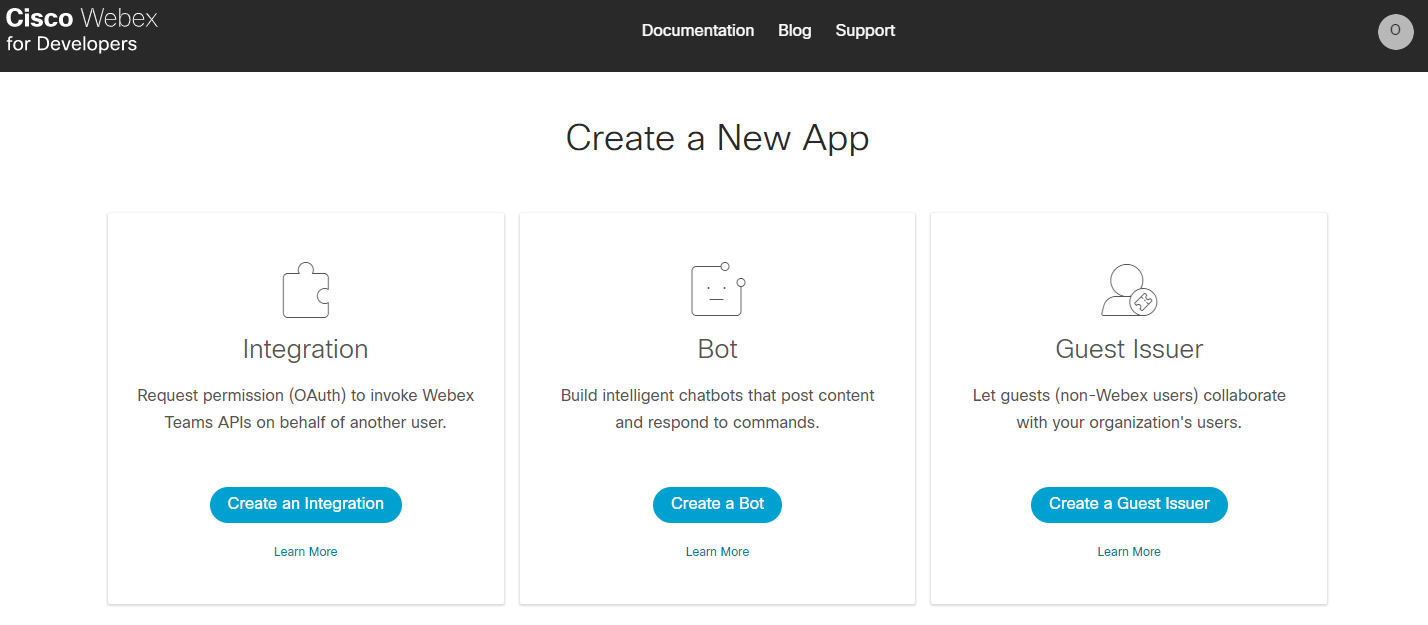 Cisco Webex
for Developers
Documentation Blog Support
O
Create a New App
Integration
Request permission (OAuth) to invoke Webex
Teams APIs on behalf of another user.
Create an Integration
Learn More
Bot
Build intelligent chatbots that post content
and respond to commands.
Create a Bot
Learn More
Guest Issuer
Let guests (non-Webex users) collaborate
with your organization's users.
Create a Guest Issuer
Learn More